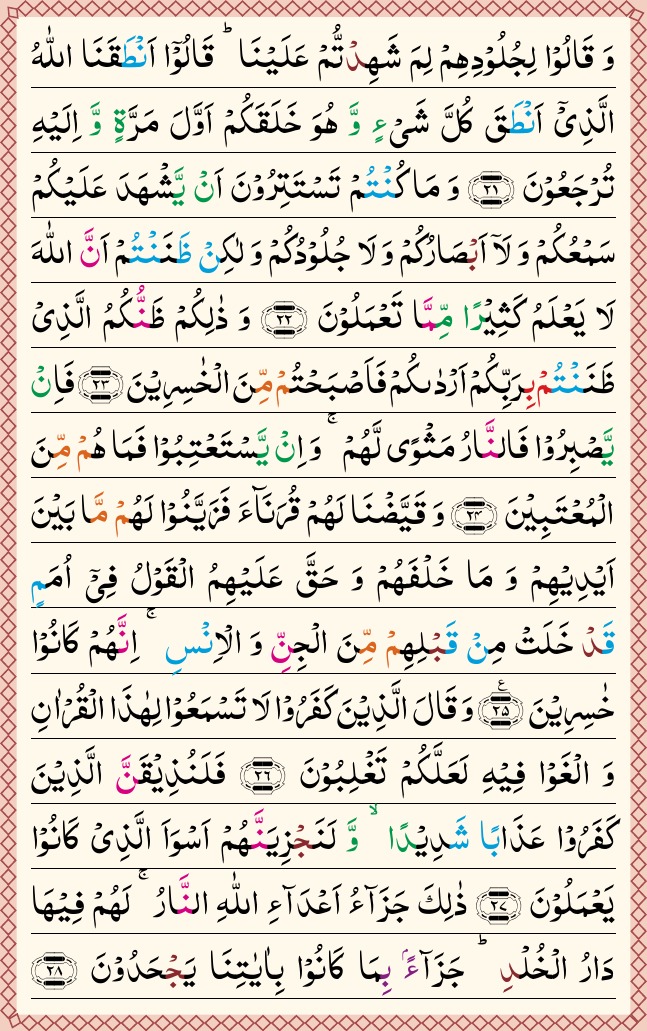 وَ قَالُوْا لِجُلُوْدِهِمْ لِمَ شَهِدْتُّمْ عَلَيْنَا ؕ قَالُوْۤا اَنْطَقَنَا اللّٰهُ
الَّذِیْۤ اَنْطَقَ كُلَّ شَیْءٍ وَّ هُوَ خَلَقَكُمْ اَوَّلَ مَرَّةٍ وَّ اِلَیْهِ
تُرْجَعُوْنَ ﴿۲۱﴾ وَ مَا كُنْتُمْ تَسْتَتِرُوْنَ اَنْ یَّشْهَدَ عَلَیْكُمْ
سَمْعُكُمْ وَ لَاۤ اَبْصَارُكُمْ وَ لَا جُلُوْدُكُمْ وَ لٰكِنْ ظَنَنْتُمْ اَنَّ اللّٰهَ
لَا یَعْلَمُ كَثِیْرًا مِّمَّا تَعْمَلُوْنَ ﴿۲۲﴾ وَ ذٰلِكُمْ ظَنُّكُمُ الَّذِیْ
ظَنَنْتُمْ بِرَبِّكُمْ اَرْدٰىكُمْ فَاَصْبَحْتُمْ مِّنَ الْخٰسِرِیْنَ ﴿۲۳﴾ فَاِنْ
یَّصْبِرُوْا فَالنَّارُ مَثْوًی لَّهُمْ ۚ وَ اِنْ یَّسْتَعْتِبُوْا فَمَا هُمْ مِّنَ
الْمُعْتَبِیْنَ ﴿۲۴﴾ وَ قَیَّضْنَا لَهُمْ قُرَنَآءَ فَزَیَّنُوْا لَهُمْ مَّا بَیْنَ
اَیْدِیْهِمْ وَ مَا خَلْفَهُمْ وَ حَقَّ عَلَیْهِمُ الْقَوْلُ فِیْۤ اُمَمٍ
قَدْ خَلَتْ مِنْ قَبْلِهِمْ مِّنَ الْجِنِّ وَ الْاِنْسِ ۚ اِنَّهُمْ كَانُوْا
خٰسِرِیْنَ ﴿۲۵﴾ع وَ قَالَ الَّذِیْنَ كَفَرُوْا لَا تَسْمَعُوْا لِهٰذَا الْقُرْاٰنِ
وَ الْغَوْا فِیْهِ لَعَلَّكُمْ تَغْلِبُوْنَ ﴿۲۶﴾ فَلَنُذِیْقَنَّ الَّذِیْنَ
كَفَرُوْا عَذَابًا شَدِیْدًا ۙ وَّ لَنَجْزِیَنَّهُمْ اَسْوَاَ الَّذِیْ كَانُوْا
یَعْمَلُوْنَ ﴿۲۷﴾ ذٰلِكَ جَزَآءُ اَعْدَآءِ اللّٰهِ النَّارُ ۚ لَهُمْ فِیْهَا
دَارُ الْخُلْدِ ؕ جَزَآءًۢ بِمَا كَانُوْا بِاٰیٰتِنَا یَجْحَدُوْنَ ﴿۲۸﴾